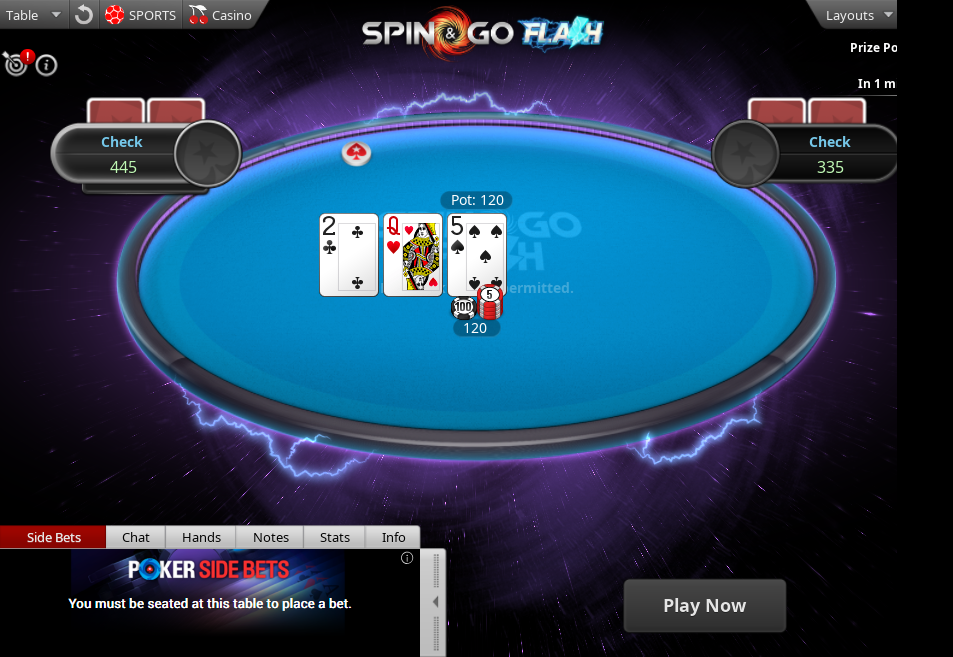 Table
SPORTS
Casino
SPIN&GO FLASH
Layouts
Prize Po
!
i
In 1 m
Check
445
Check
335
Pot: 120
2
Q
5
ermitted.
100
5
120
Side Bets
Chat
Hands
Notes
Stats
Info
POKER SIDE BETS
i
You must be seated at this table to place a bet.
Play Now